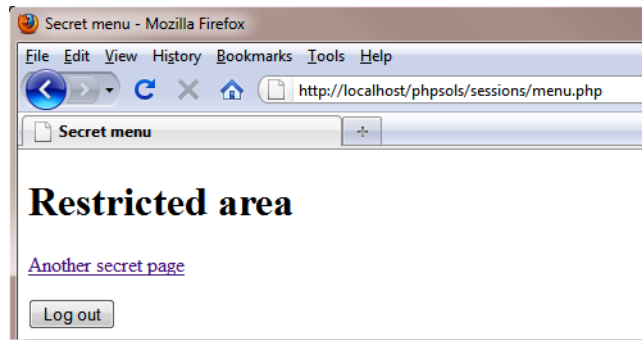 Secret menu - Mozilla Firefox
File Edit View History Bookmarks Tools Help
http://localhost/phpsols/sessions/menu.php
Secret menu
Restricted area
Another secret page
Log out